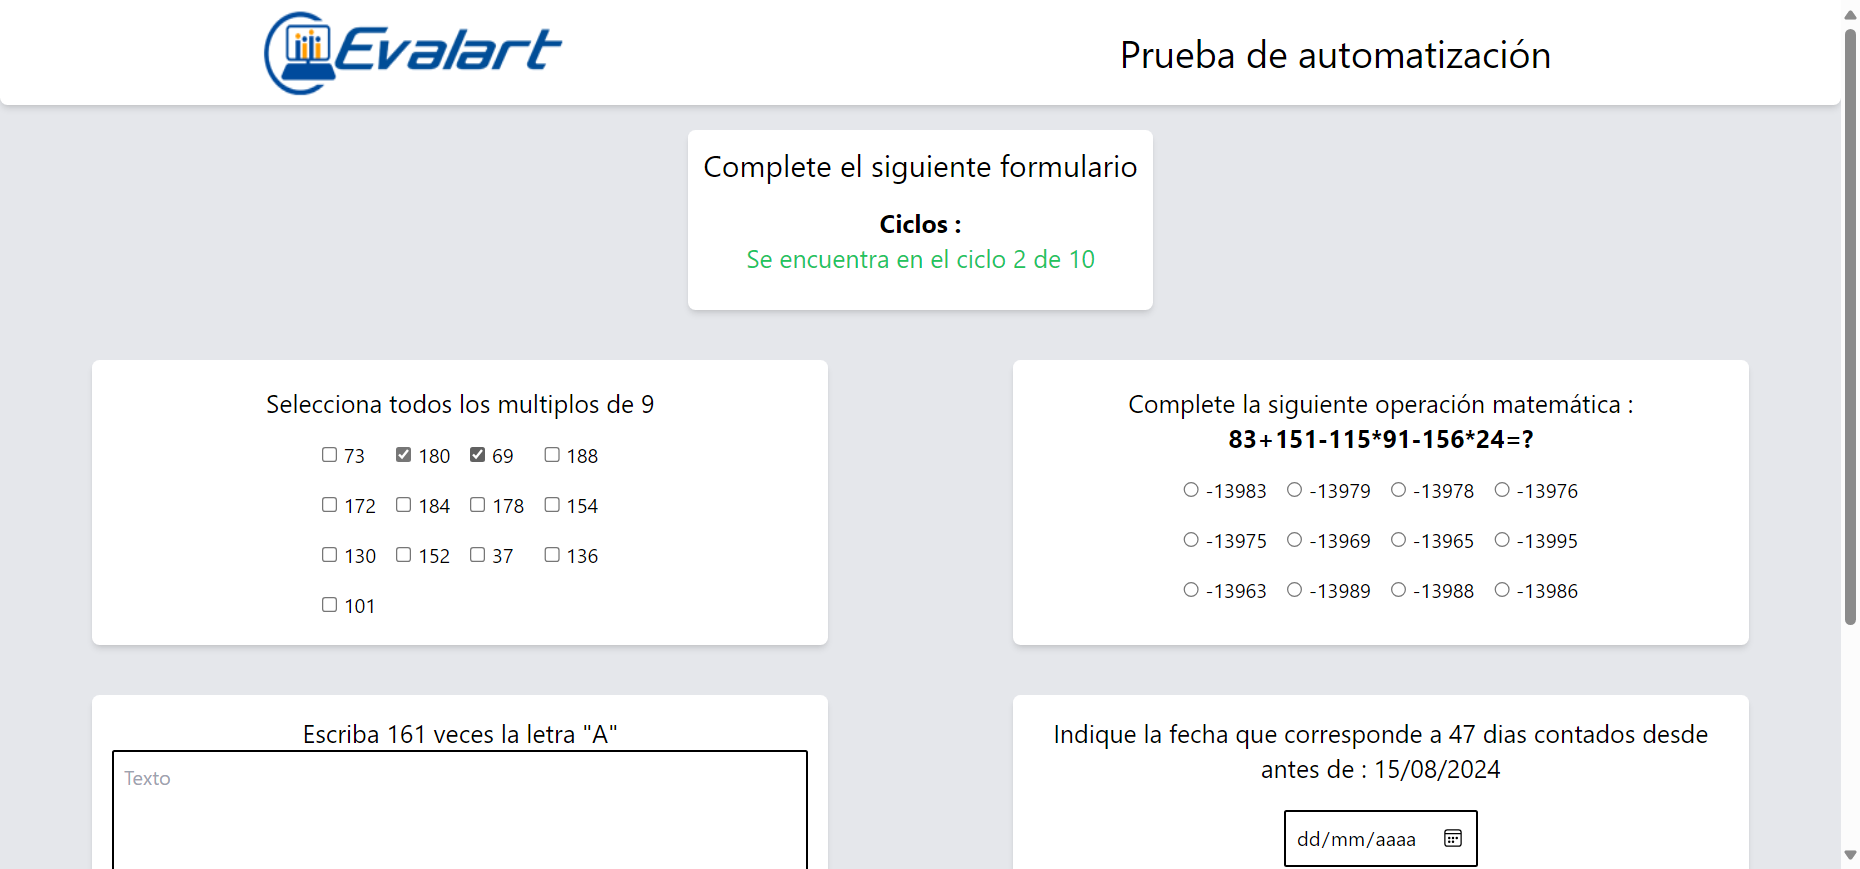 Evalart
Prueba de automatización
Complete el siguiente formulario
Ciclos :
Se encuentra en el ciclo 2 de 10
Selecciona todos los multiplos de 9
73 180 69 188
172 184 178 154
130 152 37 136
101
Complete la siguiente operación matemática :
83+151-115*91-156*24=?
-13983 -13979 -13978 -13976
-13975 -13969 -13965 -13995
-13963 -13989 -13988 -13986
Escriba 161 veces la letra "A"
Texto
Indique la fecha que corresponde a 47 dias contados desde
antes de : 15/08/2024
dd/mm/aaaa